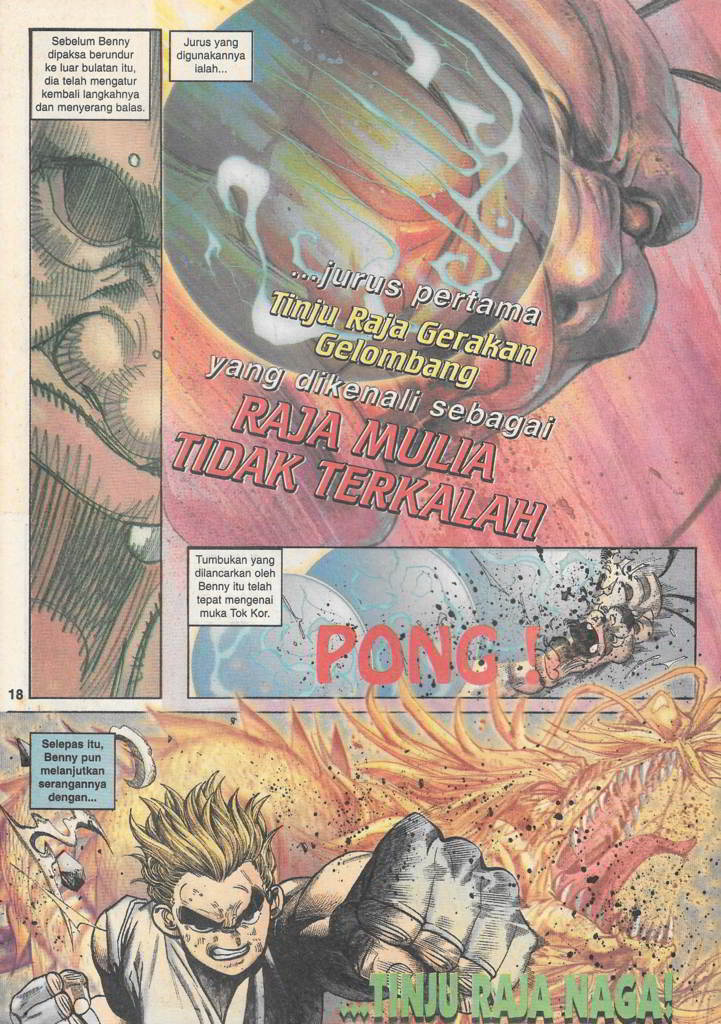 Sebelum Benny
dipaksa berundur
ke luar bulatan itu,
dia telah mengatur
kembali langkahnya
dan menyerang balas.
Jurus yang
digunakannya
ialah...
...jurus pertama
Tinju Raja Gerakan
Gelombang
yang dikenali sebagai
RAJA MULIA
TIDAK TERKALAH
Tumbukan yang
dilancarkan oleh
Benny itu telah
tepat mengenai
muka Tok Kor.
PONG !
18
Selepas itu,
Benny pun
melanjutkan
serangannya
dengan...
...TINJU RAJA NAGA!